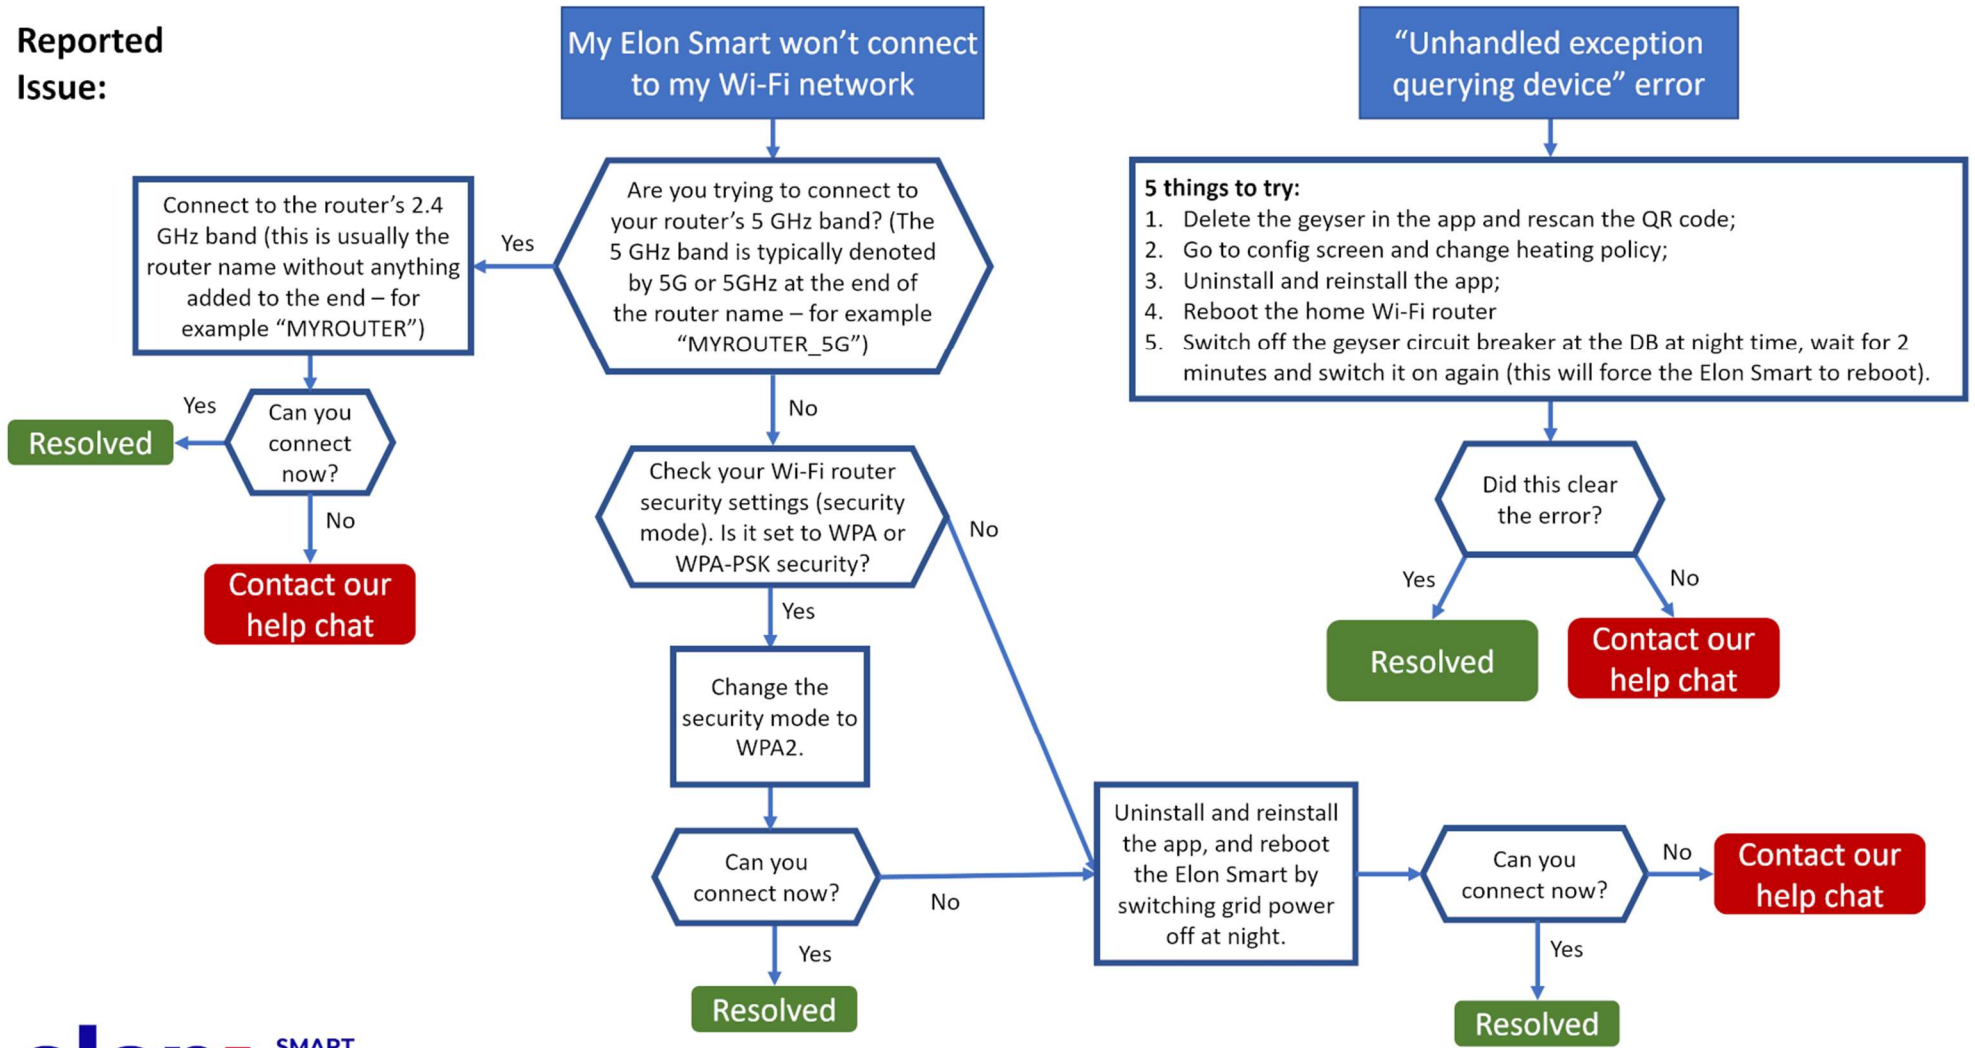 Reported
Issue:
My Elon Smart won’t connect
to my Wi-Fi network
“Unhandled exception
querying device” error
Connect to the router’s 2.4
GHz band (this is usually the
router name without anything
added to the end – for
example “MYROUTER”)
Yes
Are you trying to connect to
your router’s 5 GHz band? (The
5 GHz band is typically denoted
by 5G or 5GHz at the end of
the router name – for example
“MYROUTER_5G”)
5 things to try:
1. Delete the geyser in the app and rescan the QR code;
2. Go to config screen and change heating policy;
3. Uninstall and reinstall the app;
4. Reboot the home Wi-Fi router
5. Switch off the geyser circuit breaker at the DB at night time, wait for 2
minutes and switch it on again (this will force the Elon Smart to reboot).
Yes
Resolved
Can you
connect
now?
No
Contact our
help chat
No
Check your Wi-Fi router
security settings (security
mode). Is it set to WPA or
WPA-PSK security?
No
Yes
Change the
security mode to
WPA2.
Can you
connect now?
No
Yes
Resolved
Did this clear
the error?
Yes
No
Resolved
Contact our
help chat
Uninstall and reinstall
the app, and reboot
the Elon Smart by
switching grid power
off at night.
Can you
connect now?
No
Contact our
help chat
Yes
Resolved
SMART